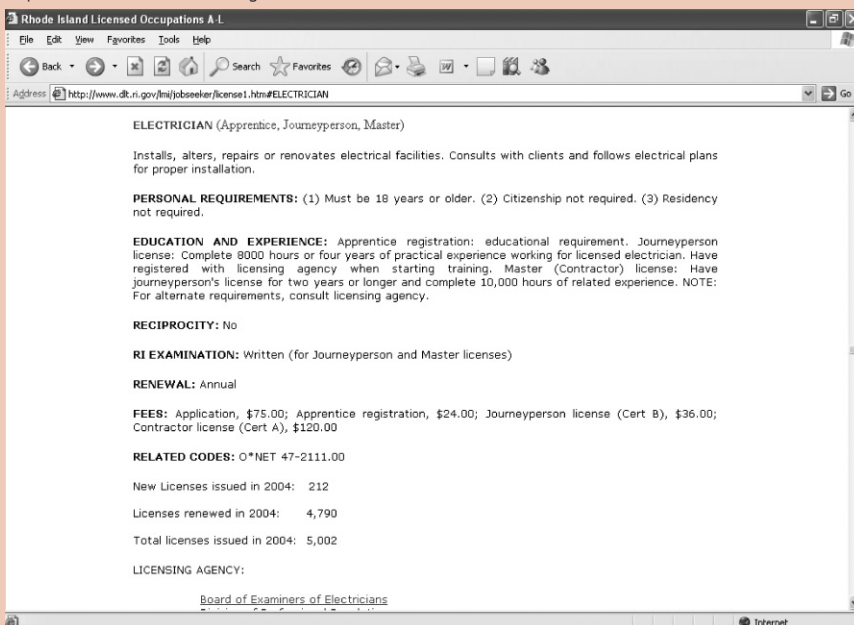 Rhode Island Licensed Occupations A-L
File Edit View Favorites Tools Help
Back Search Favorites
Address http://www.dlt.ri.gov/lmi/jobseeker/license1.htm#ELECTRICIAN Go
ELECTRICIAN (Apprentice, Journeyperson, Master)
Installs, alters, repairs or renovates electrical facilities. Consults with clients and follows electrical plans
for proper installation.
PERSONAL REQUIREMENTS: (1) Must be 18 years or older. (2) Citizenship not required. (3) Residency
not required.
EDUCATION AND EXPERIENCE: Apprentice registration: educational requirement. Journeyperson
license: Complete 8000 hours or four years of practical experience working for licensed electrician. Have
registered with licensing agency when starting training. Master (Contractor) license: Have
journeyperson's license for two years or longer and complete 10,000 hours of related experience. NOTE:
For alternate requirements, consult licensing agency.
RECIPROCITY: No
RI EXAMINATION: Written (for Journeyperson and Master licenses)
RENEWAL: Annual
FEES: Application, $75.00; Apprentice registration, $24.00; Journeyperson license (Cert B), $36.00;
Contractor license (Cert A), $120.00
RELATED CODES: O*NET 47-2111.00
New Licenses issued in 2004: 212
Licenses renewed in 2004: 4,790
Total licenses issued in 2004: 5,002
LICENSING AGENCY:
Board of Examiners of Electricians
Internet